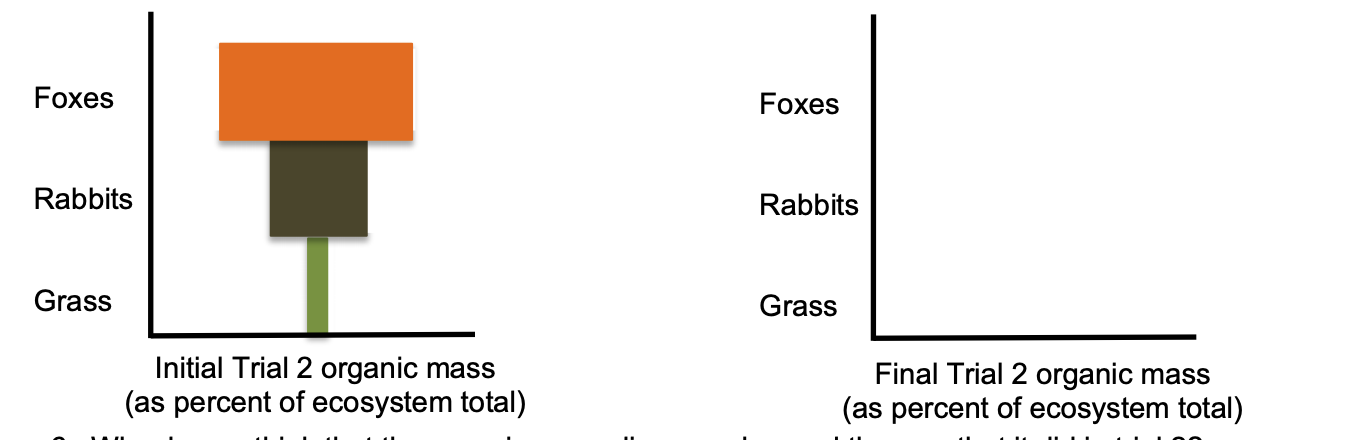 Foxes
Rabbits
Grass
Initial Trial 2 organic mass
(as percent of ecosystem total)
Foxes
Rabbits
Grass
Final Trial 2 organic mass
(as percent of ecosystem total)